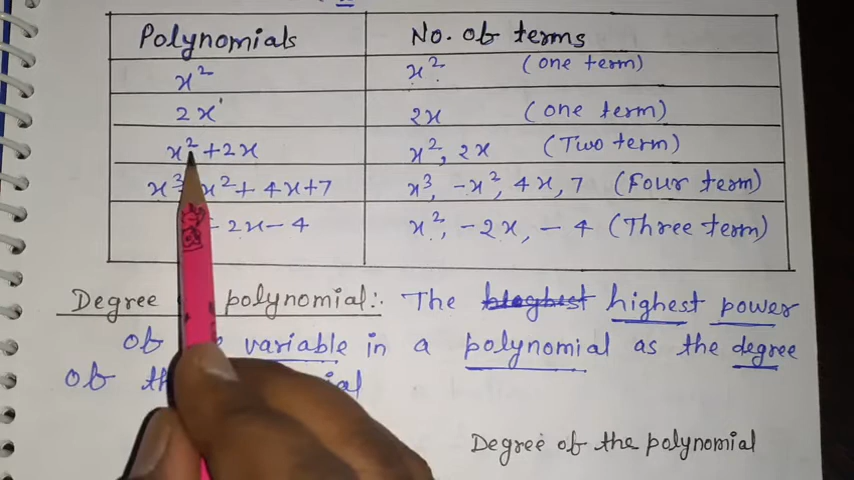 Polynomials No. of terms
x² x² (one term)
2x¹ 2x (one term)
x²+2x x², 2x (Two term)
x³ x²+ 4x+7 x³, -x², 4x, 7 (Four term)
- 2x- 4 x², -2x, - 4 (Three term)
Degree polynomial:. The highest power
of variable in a polynomial as the degree
of
Degree of the polynomial